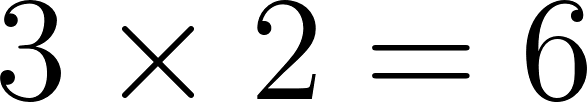 3 × 2 = 6